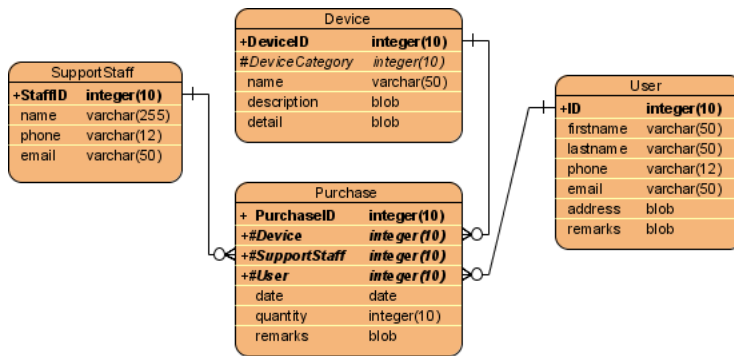 Device
+DeviceID integer(10)
#DeviceCategory integer(10)
name varchar(50)
description blob
detail blob
SupportStaff
+StaffID integer(10)
name varchar(255)
phone varchar(12)
email varchar(50)
User
+ID integer(10)
firstname varchar(50)
lastname varchar(50)
phone varchar(12)
email varchar(50)
address blob
remarks blob
Purchase
+ PurchaseID integer(10)
+#Device integer(10)
+#SupportStaff integer(10)
+#User integer(10)
date date
quantity integer(10)
remarks blob